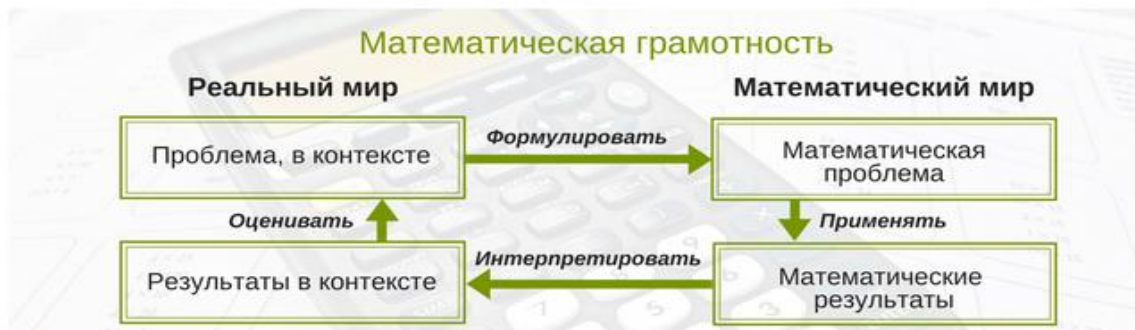 Математическая грамотность
Реальный мир
Математический мир
Проблема, в контексте
Формулировать
Математическая
проблема
Оценивать
Применять
Результаты в контексте
Интерпретировать
Математические
результаты